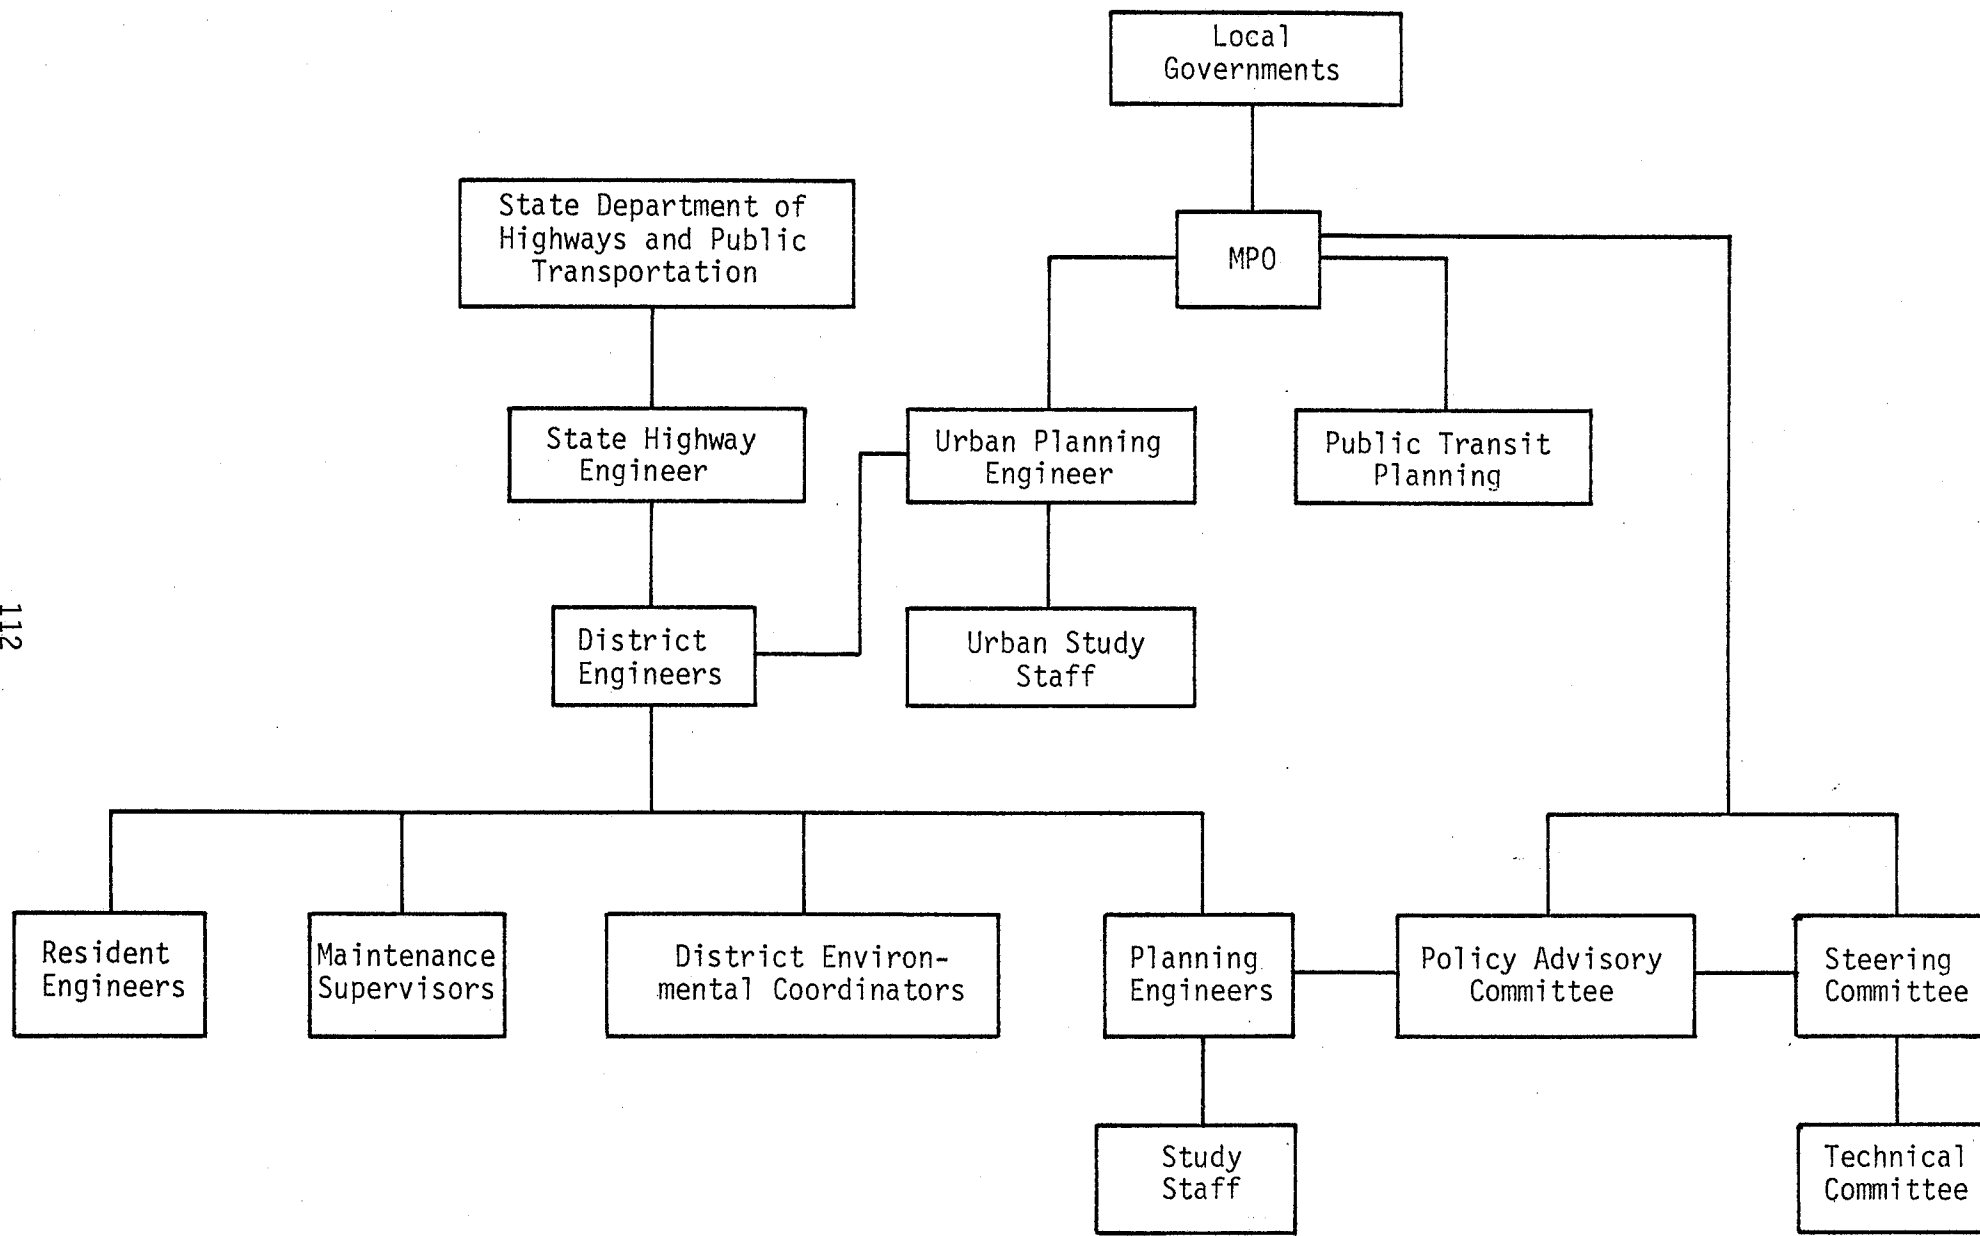 Local
Governments
State Department of
Highways and Public
Transportation
MPO
State Highway
Engineer
Urban Planning
Engineer
Public Transit
Planning
District
Engineers
Urban Study
Staff
112
Resident
Engineers
Maintenance
Supervisors
District Environ-
mental Coordinators
Planning
Engineers
Policy Advisory
Committee
Steering
Committee
Study
Staff
Technical
Committee